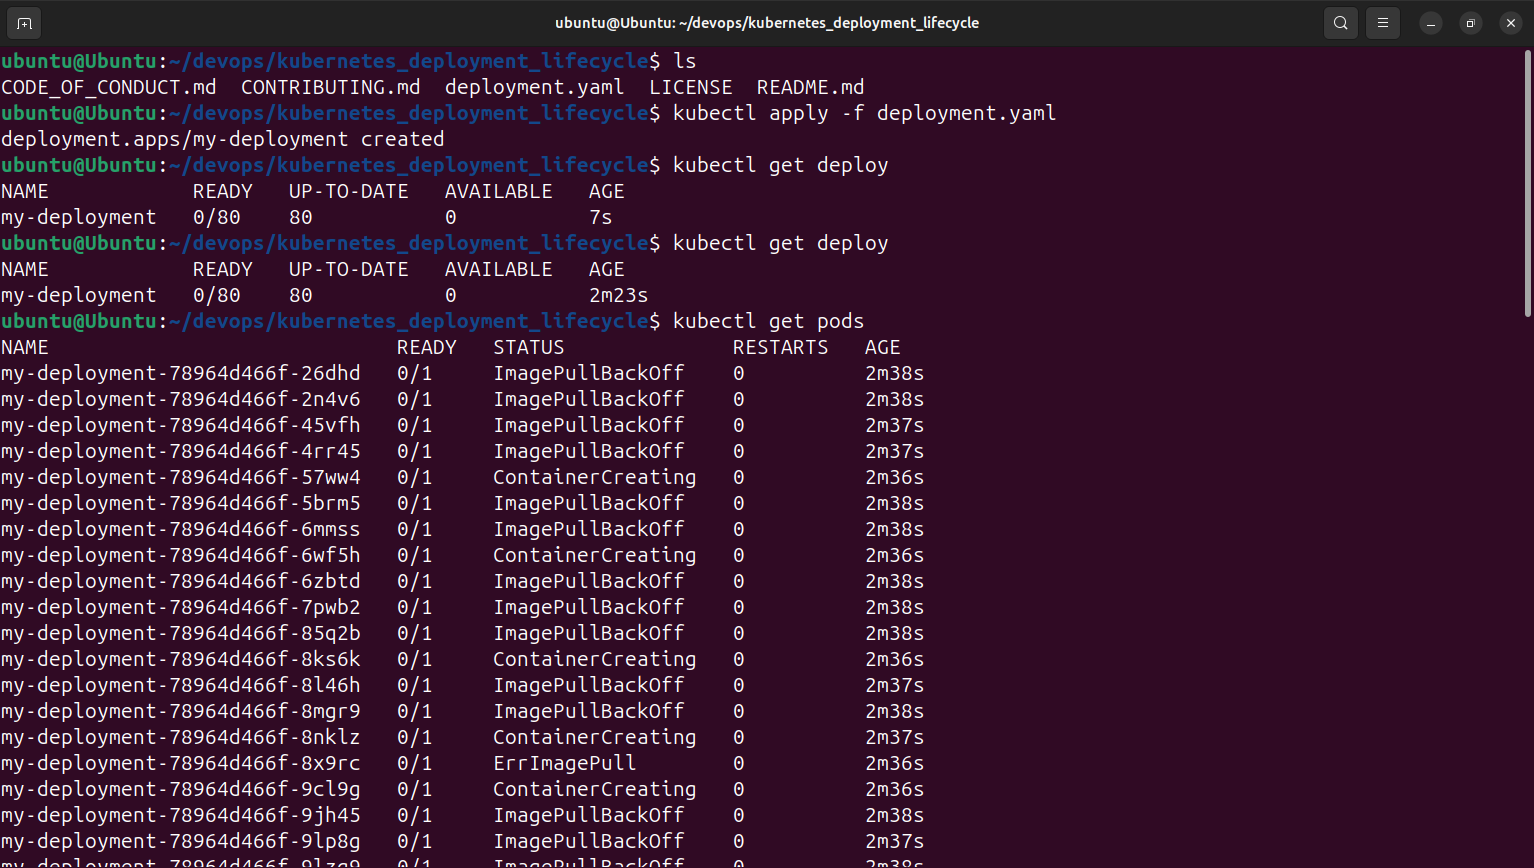 ubuntu@Ubuntu: ~/devops/kubernetes_deployment_lifecycle
ubuntu@Ubuntu:~/devops/kubernetes_deployment_lifecycle$ ls
CODE_OF_CONDUCT.md  CONTRIBUTING.md  deployment.yaml  LICENSE  README.md
ubuntu@Ubuntu:~/devops/kubernetes_deployment_lifecycle$ kubectl apply -f deployment.yaml
deployment.apps/my-deployment created
ubuntu@Ubuntu:~/devops/kubernetes_deployment_lifecycle$ kubectl get deploy
NAME            READY   UP-TO-DATE   AVAILABLE   AGE
my-deployment   0/80    80           0           7s
ubuntu@Ubuntu:~/devops/kubernetes_deployment_lifecycle$ kubectl get deploy
NAME            READY   UP-TO-DATE   AVAILABLE   AGE
my-deployment   0/80    80           0           2m23s
ubuntu@Ubuntu:~/devops/kubernetes_deployment_lifecycle$ kubectl get pods
NAME                             READY   STATUS              RESTARTS   AGE
my-deployment-78964d466f-26dhd   0/1     ImagePullBackOff    0          2m38s
my-deployment-78964d466f-2n4v6   0/1     ImagePullBackOff    0          2m38s
my-deployment-78964d466f-45vfh   0/1     ImagePullBackOff    0          2m37s
my-deployment-78964d466f-4rr45   0/1     ImagePullBackOff    0          2m37s
my-deployment-78964d466f-57ww4   0/1     ContainerCreating   0          2m36s
my-deployment-78964d466f-5brm5   0/1     ImagePullBackOff    0          2m38s
my-deployment-78964d466f-6mmss   0/1     ImagePullBackOff    0          2m38s
my-deployment-78964d466f-6wf5h   0/1     ContainerCreating   0          2m36s
my-deployment-78964d466f-6zbtd   0/1     ImagePullBackOff    0          2m38s
my-deployment-78964d466f-7pwb2   0/1     ImagePullBackOff    0          2m38s
my-deployment-78964d466f-85q2b   0/1     ImagePullBackOff    0          2m38s
my-deployment-78964d466f-8ks6k   0/1     ContainerCreating   0          2m36s
my-deployment-78964d466f-8l46h   0/1     ImagePullBackOff    0          2m37s
my-deployment-78964d466f-8mgr9   0/1     ImagePullBackOff    0          2m38s
my-deployment-78964d466f-8nklz   0/1     ContainerCreating   0          2m37s
my-deployment-78964d466f-8x9rc   0/1     ErrImagePull        0          2m36s
my-deployment-78964d466f-9cl9g   0/1     ContainerCreating   0          2m36s
my-deployment-78964d466f-9jh45   0/1     ImagePullBackOff    0          2m38s
my-deployment-78964d466f-9lp8g   0/1     ImagePullBackOff    0          2m37s
0/1     ImagePullBackOff    0          2m38s